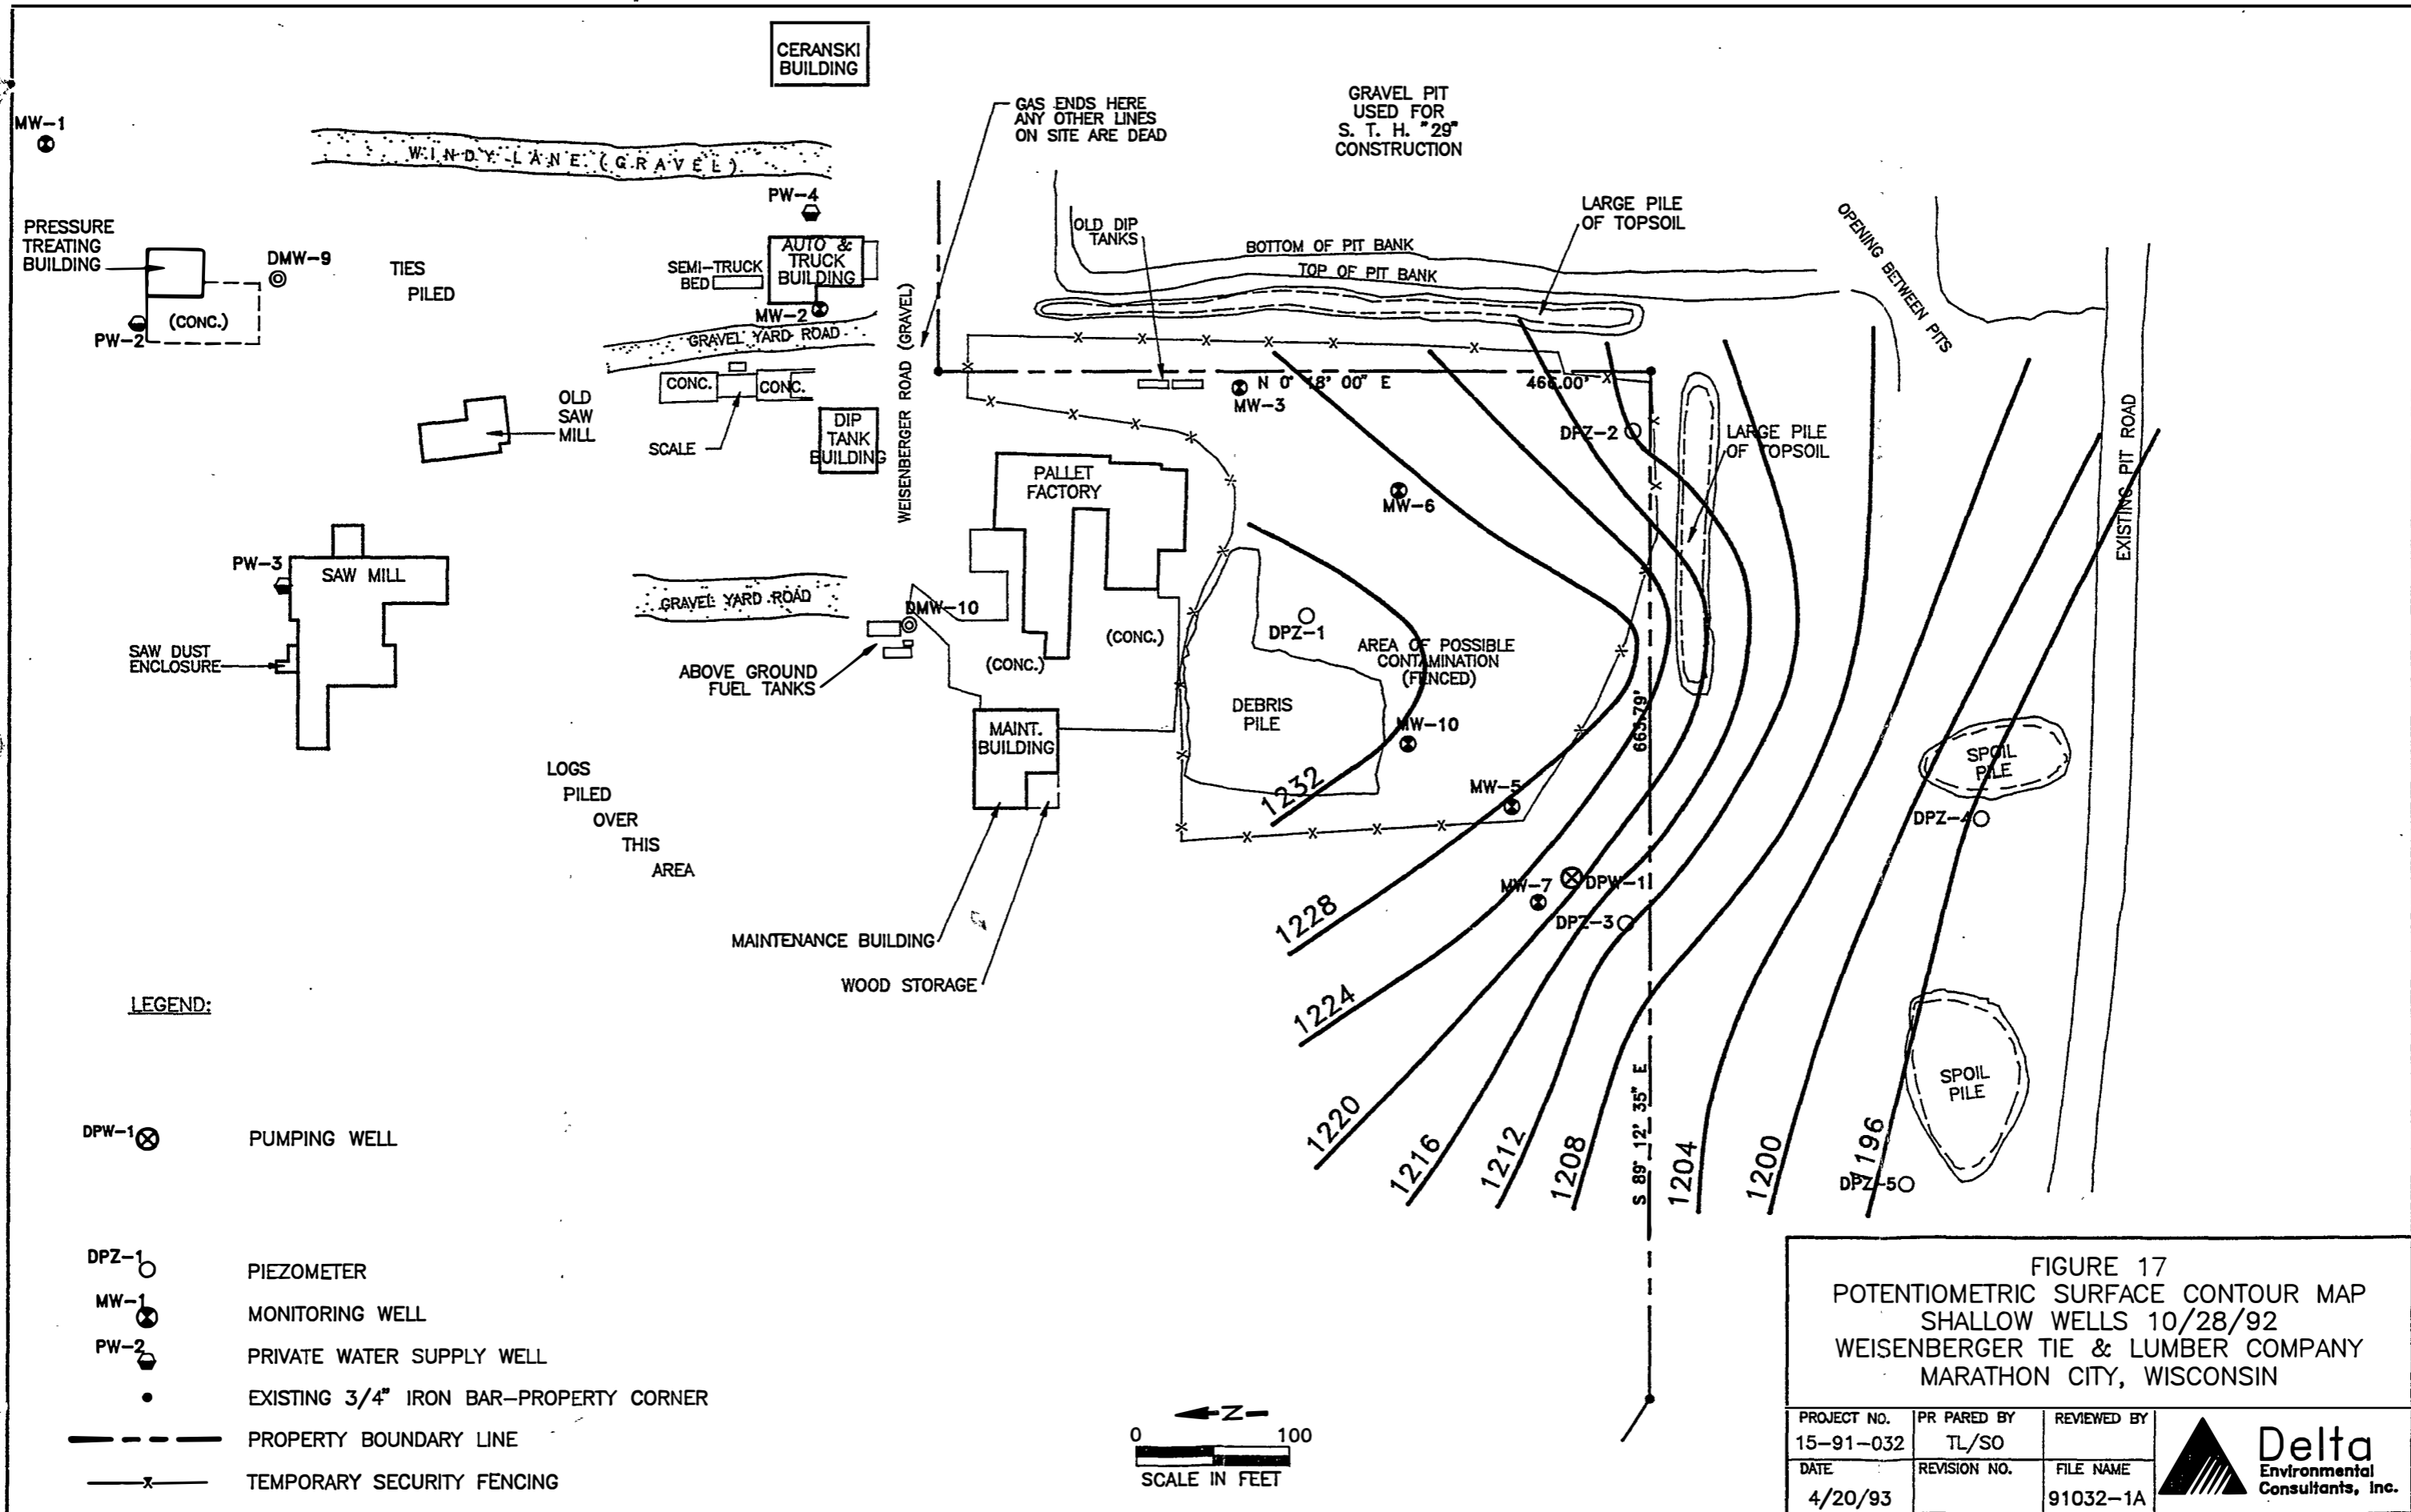 CERANSKI
BUILDING
MW-1
WINDY LANE (GRAVEL)
GAS ENDS HERE
ANY OTHER LINES
ON SITE ARE DEAD
GRAVEL PIT
USED FOR
S. T. H. "29"
CONSTRUCTION
PW-4
PRESSURE
TREATING
BUILDING
DMW-9
TIES
PILED
(CONC.)
PW-2
SEMI-TRUCK
BED
AUTO &
TRUCK
BUILDING
MW-2
GRAVEL YARD ROAD
WEISENBERGER ROAD (GRAVEL)
OLD DIP
TANKS
LARGE PILE
OF TOPSOIL
BOTTOM OF PIT BANK
TOP OF PIT BANK
OPENING BETWEEN PITS
EXISTING PIT ROAD
CONC.
CONC.
OLD
SAW
MILL
SCALE
DIP
TANK
BUILDING
N 0° 18' 00" E
466.00'
MW-3
DPZ-2
LARGE PILE
OF TOPSOIL
PALLET
FACTORY
MW-6
PW-3
SAW MILL
SAW DUST
ENCLOSURE
GRAVEL YARD ROAD
DMW-10
ABOVE GROUND
FUEL TANKS
(CONC.)
(CONC.)
DPZ-1
AREA OF POSSIBLE
CONTAMINATION
(FENCED)
DEBRIS
PILE
MW-10
663.79'
MAINT.
BUILDING
SPOIL
PILE
LOGS
PILED
OVER
THIS
AREA
MW-5
DPZ-4
MW-7
DPW-1
DPZ-3
MAINTENANCE BUILDING
WOOD STORAGE
1232
1228
1224
1220
1216
1212
1208
S 89° 12' 35" E
1204
1200
1196
SPOIL
PILE
DPZ-5
LEGEND:
DPW-1
PUMPING WELL
DPZ-1
PIEZOMETER
MW-1
MONITORING WELL
PW-2
PRIVATE WATER SUPPLY WELL
EXISTING 3/4" IRON BAR-PROPERTY CORNER
PROPERTY BOUNDARY LINE
x
TEMPORARY SECURITY FENCING
N
0 100
SCALE IN FEET
FIGURE 17
POTENTIOMETRIC SURFACE CONTOUR MAP
SHALLOW WELLS 10/28/92
WEISENBERGER TIE & LUMBER COMPANY
MARATHON CITY, WISCONSIN
PROJECT NO.
15-91-032
PR PARED BY
TL/SO
REVIEWED BY
DATE
4/20/93
REVISION NO.
FILE NAME
91032-1A
Delta
Environmental
Consultants, Inc.